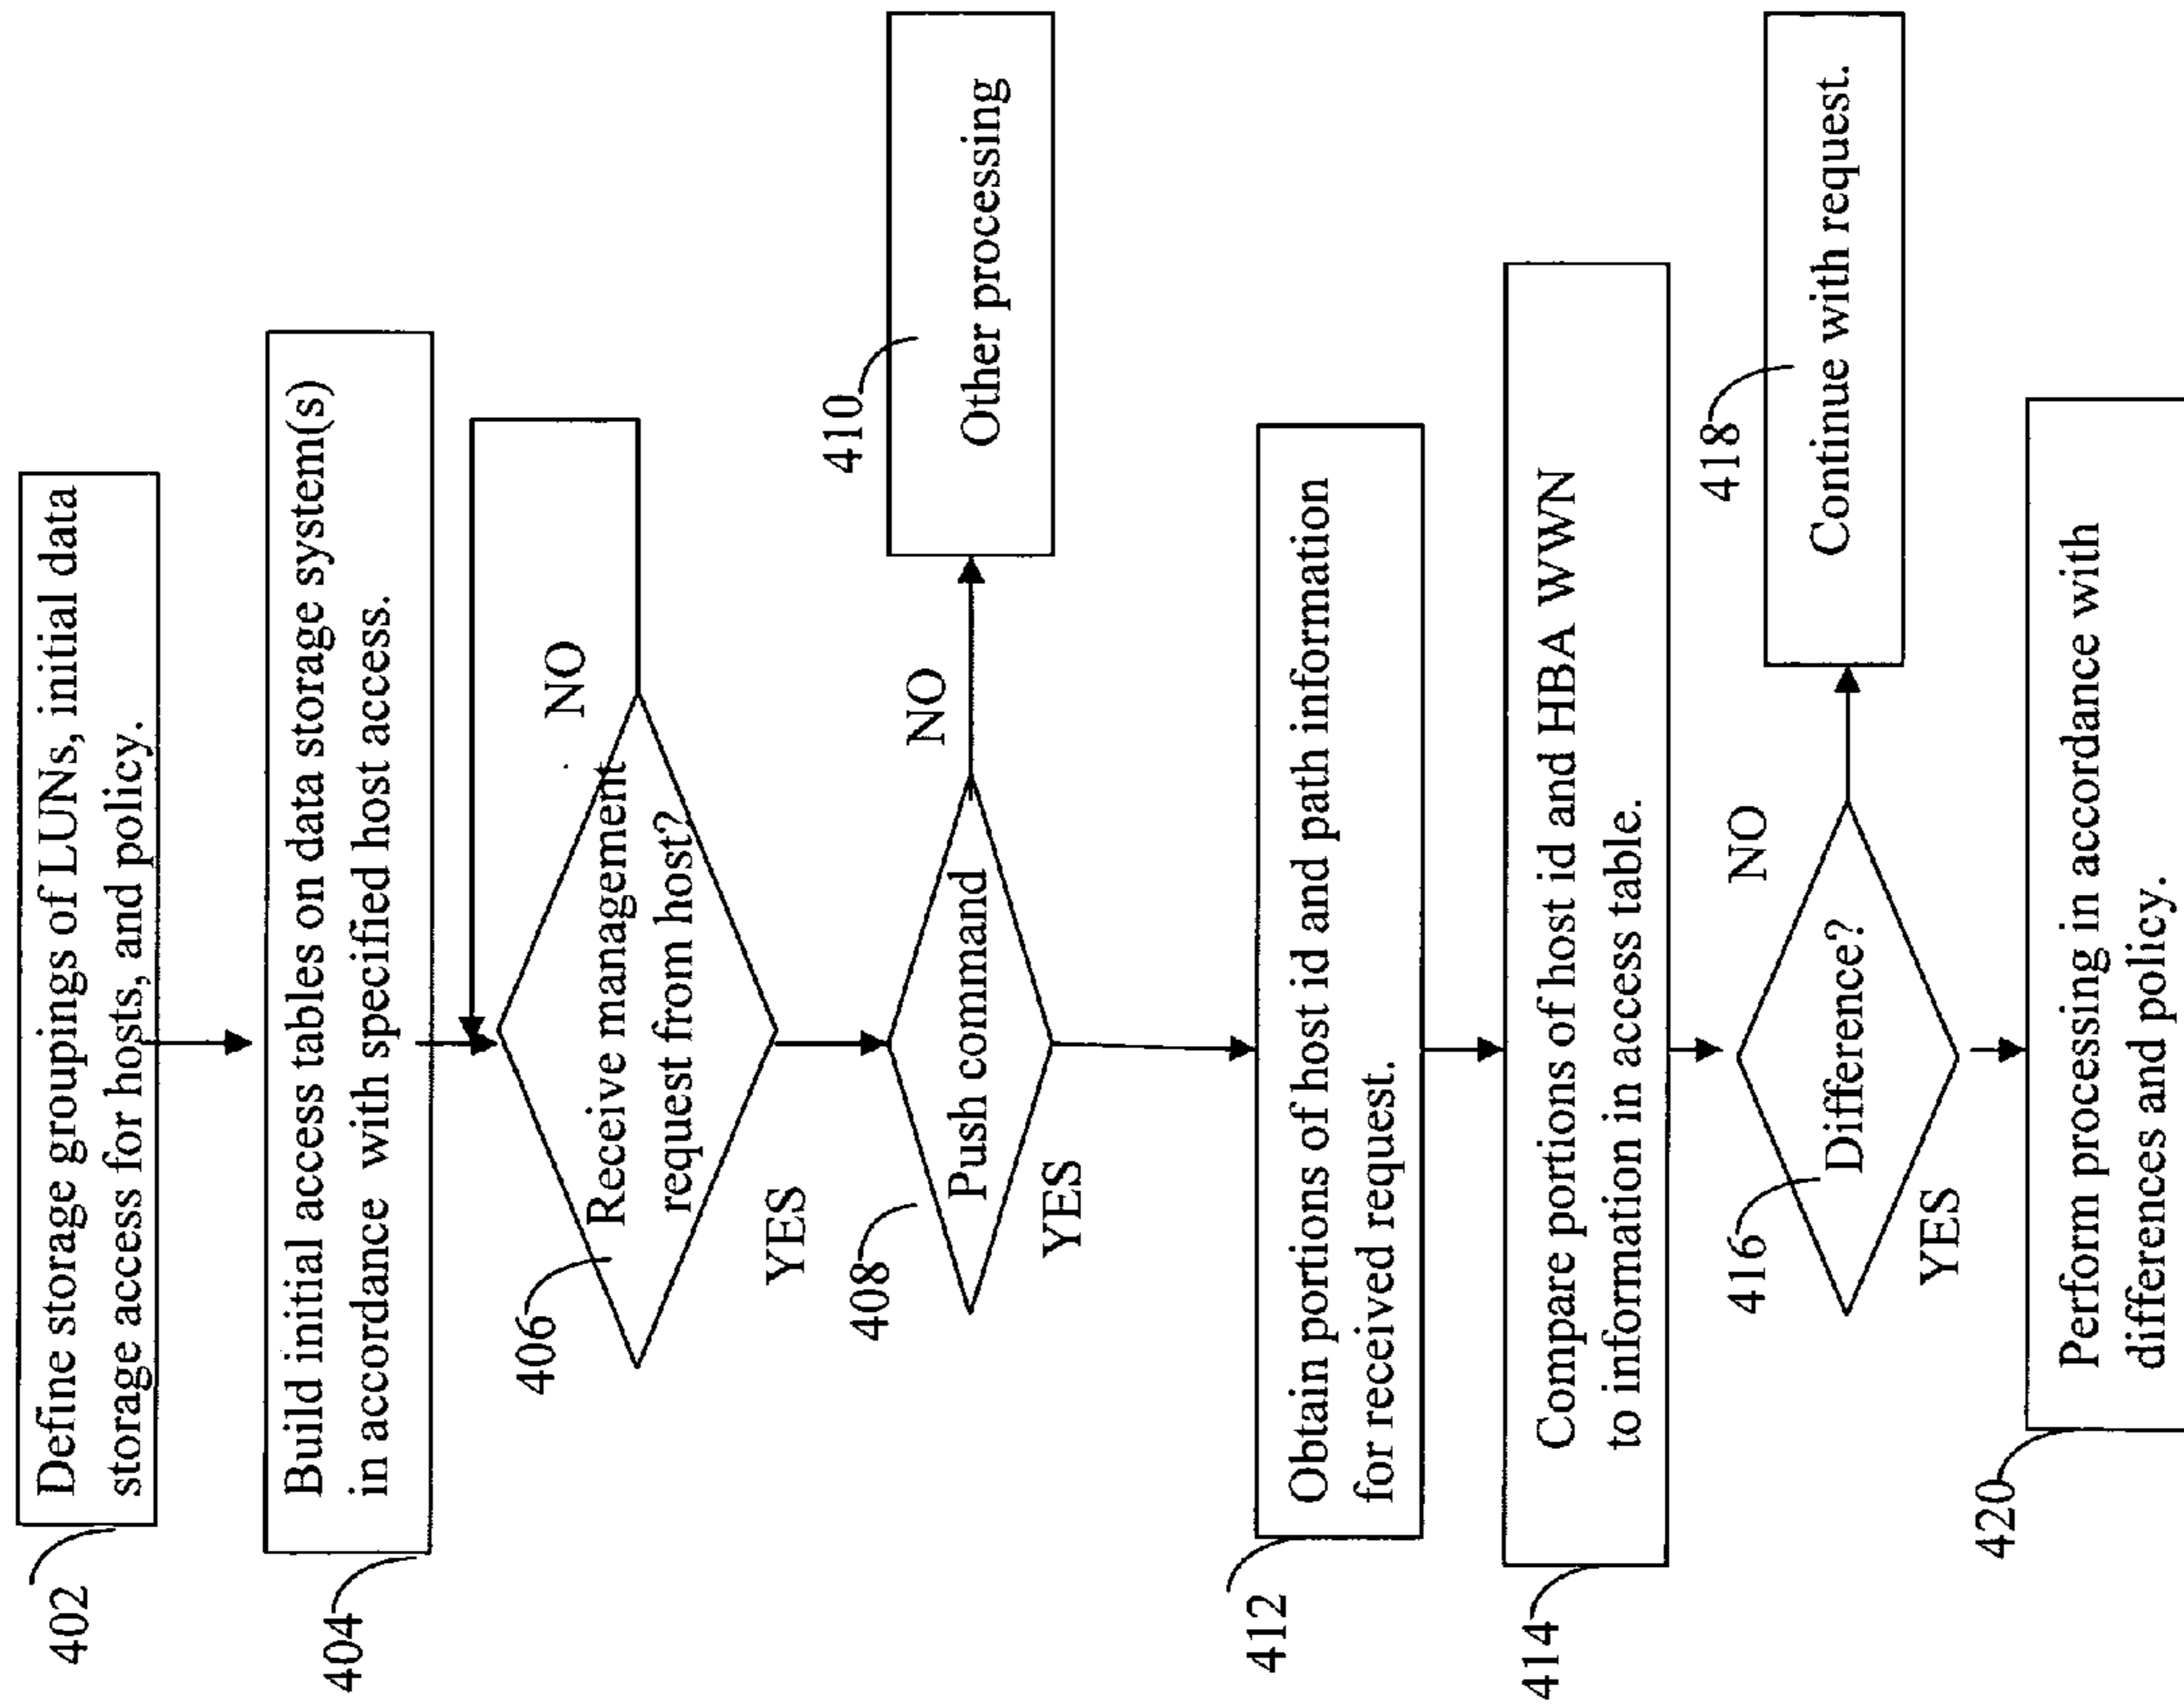 402
Define storage groupings of LUNs, initial data
storage access for hosts, and policy.
404
Build initial access tables on data storage system(s)
in accordance with specified host access.
406
Receive management
request from host?
NO
YES
408
Push command
NO
410
Other processing
YES
412
Obtain portions of host id and path information
for received request.
414
Compare portions of host id and HBA WWN
to information in access table.
416
Difference?
NO
418
Continue with request.
YES
420
Perform processing in accordance with
differences and policy.